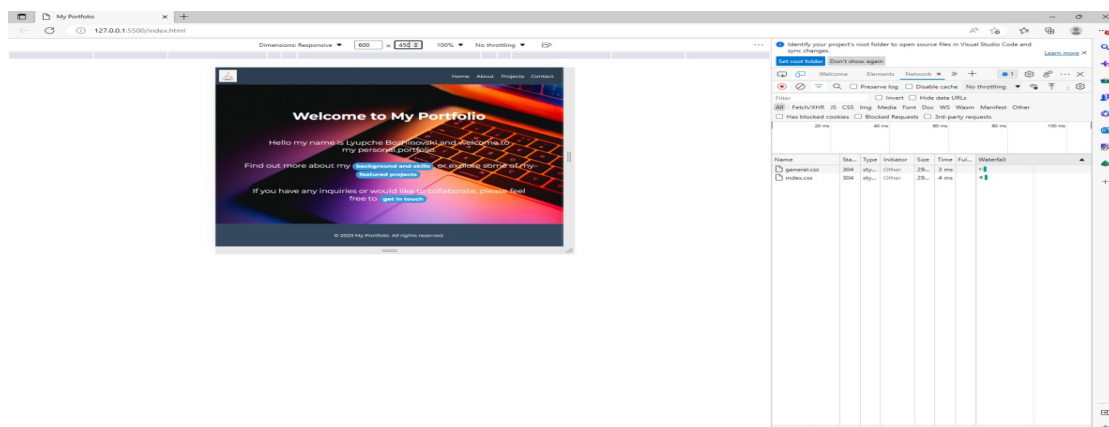 My Portfolio
127.0.0.1:5500/index.html
Dimensions: Responsive 600 x 450 100% No throttling
Home About Projects Contact
Welcome to My Portfolio
Hello my name is Lyupche Bozhinovski and welcome to
my personal portfolio.
Find out more about my background and skills, or explore some of my
featured projects
If you have any inquiries or would like to collaborate, please feel
free to get in touch
© 2023 My Portfolio. All rights reserved.
Identify your project's root folder to open source files in Visual Studio Code and
sync changes.
Learn more
Set root folder Don't show again
Welcome Elements Network 1
Preserve log Disable cache No throttling
Filter Invert Hide data URLs
All Fetch/XHR JS CSS Img Media Font Doc WS Wasm Manifest Other
Has blocked cookies Blocked Requests 3rd-party requests
20 ms 40 ms 60 ms 80 ms 100 ms
Name Sta... Type Initiator Size Time Ful... Waterfall
general.css 304 sty... Other 29... 3 ms
index.css 304 sty... Other 29... 4 ms